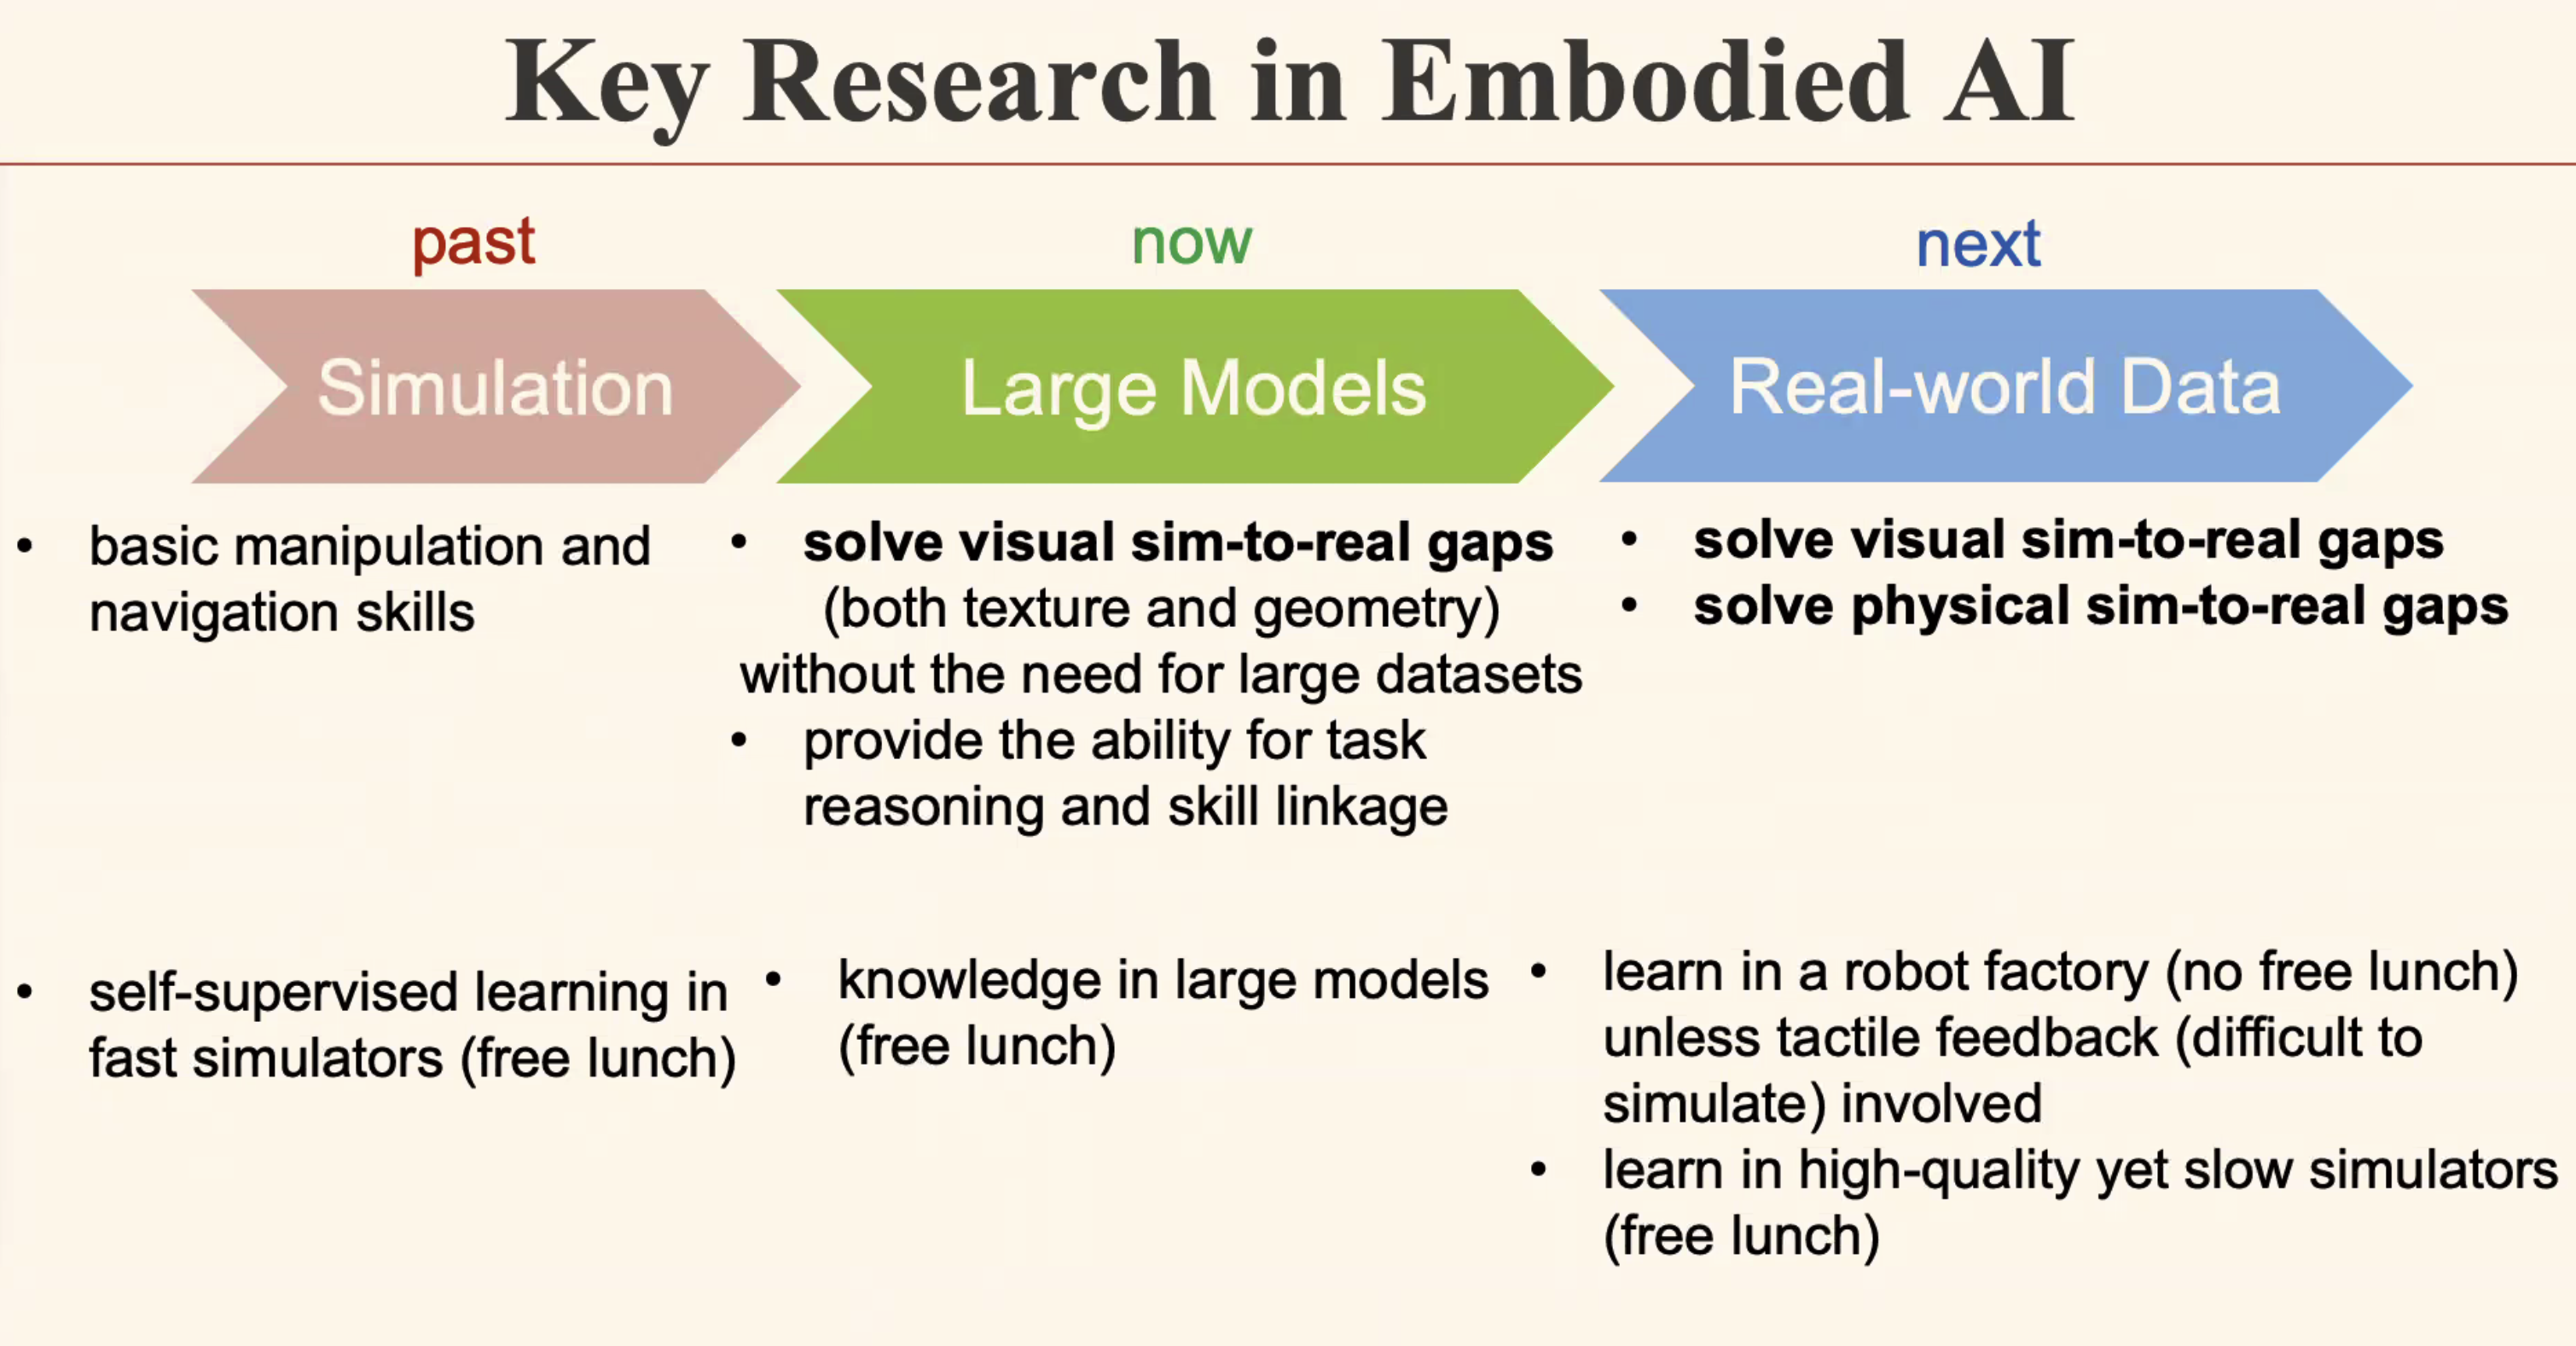 Key Research in Embodied AI
past
Simulation
• basic manipulation and
navigation skills
• self-supervised learning in
fast simulators (free lunch)
now
Large Models
• solve visual sim-to-real gaps
(both texture and geometry)
without the need for large datasets
• provide the ability for task
reasoning and skill linkage
• knowledge in large models
(free lunch)
next
Real-world Data
• solve visual sim-to-real gaps
• solve physical sim-to-real gaps
• learn in a robot factory (no free lunch)
unless tactile feedback (difficult to
simulate) involved
• learn in high-quality yet slow simulators
(free lunch)